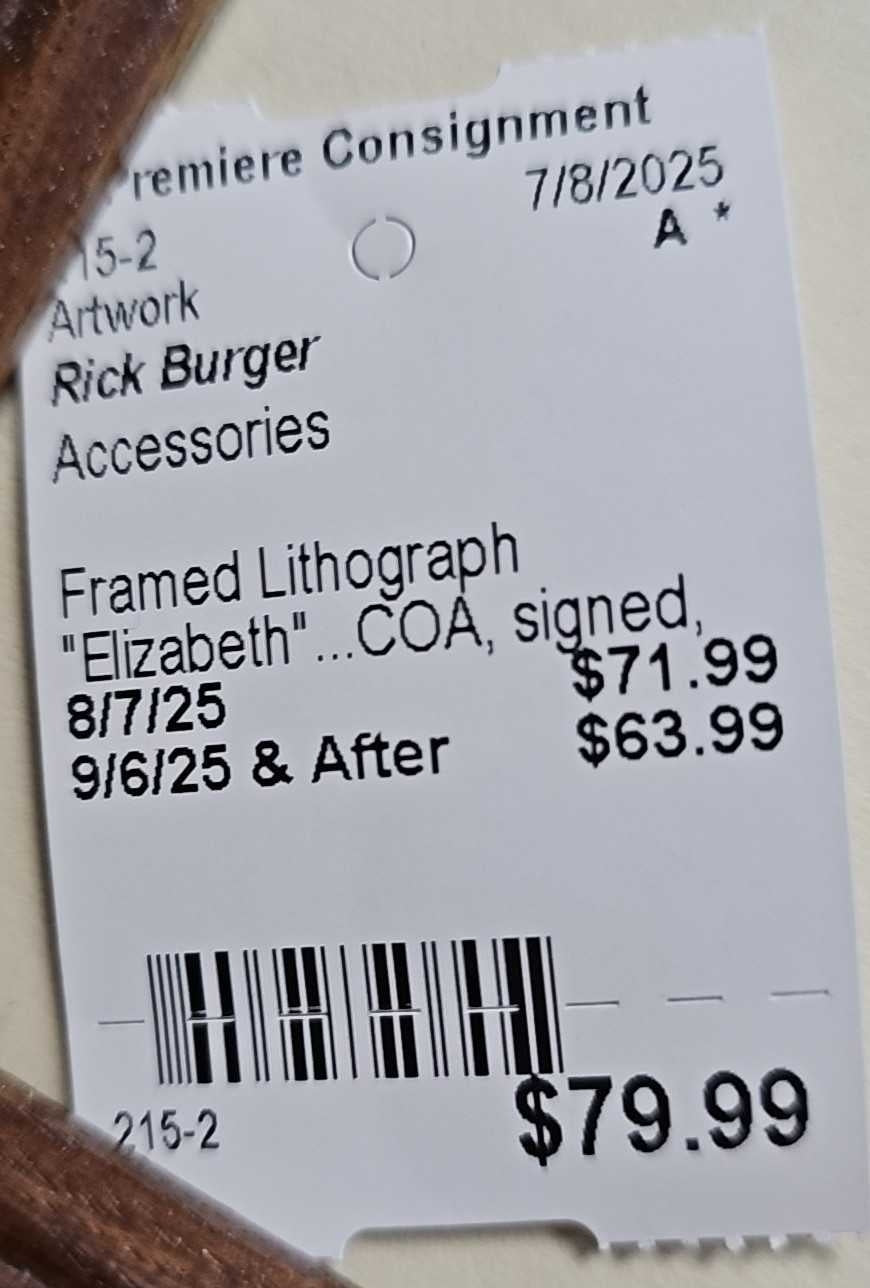 Premiere Consignment
7/8/2025
15-2
A *
Artwork
Rick Burger
Accessories
Framed Lithograph
"Elizabeth"...COA, signed,
8/7/25 $71.99
9/6/25 & After $63.99
215-2
$79.99